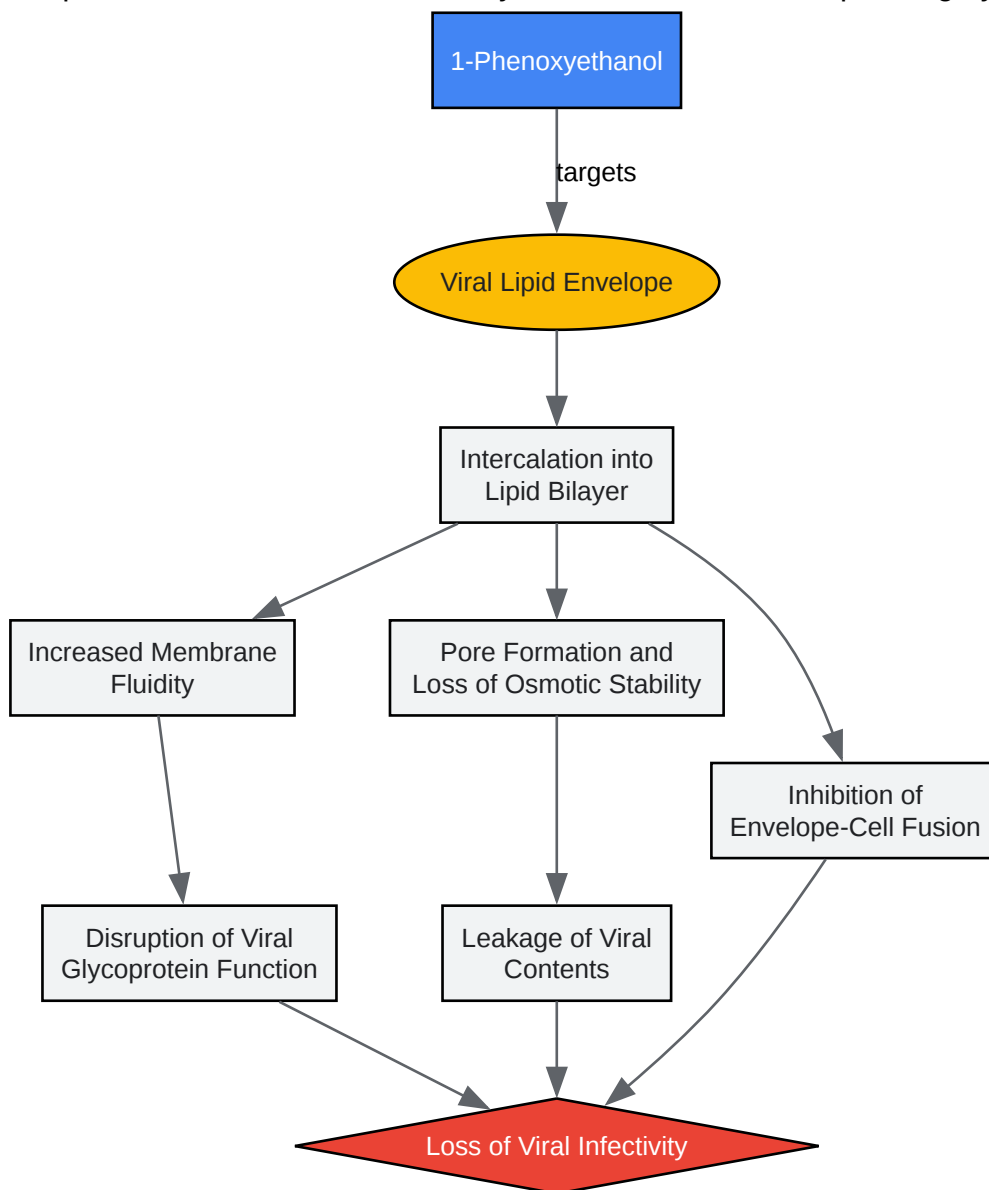 1-Phenoxyethanol
targets
Viral Lipid Envelope
Intercalation into
Lipid Bilayer
Increased Membrane
Fluidity
Pore Formation and
Loss of Osmotic Stability
Inhibition of
Envelope-Cell Fusion
Disruption of Viral
Glycoprotein Function
Leakage of Viral
Contents
Loss of Viral Infectivity